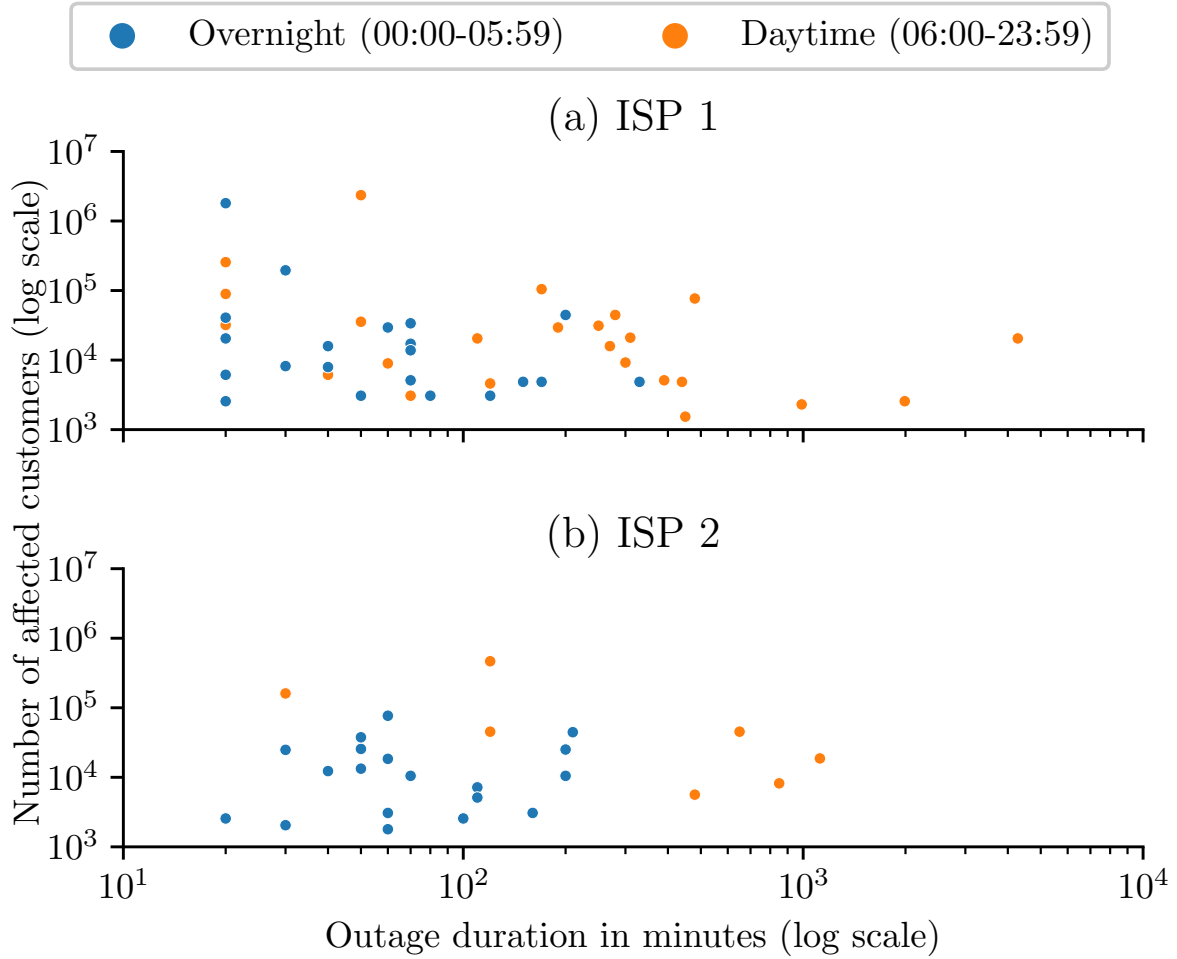 Overnight (00:00-05:59)
Daytime (06:00-23:59)
(a) ISP 1
10^7
10^6
10^5
10^4
10^3
Number of affected customers (log scale)
(b) ISP 2
10^7
10^6
10^5
10^4
10^3
10^1 10^2 10^3 10^4
Outage duration in minutes (log scale)